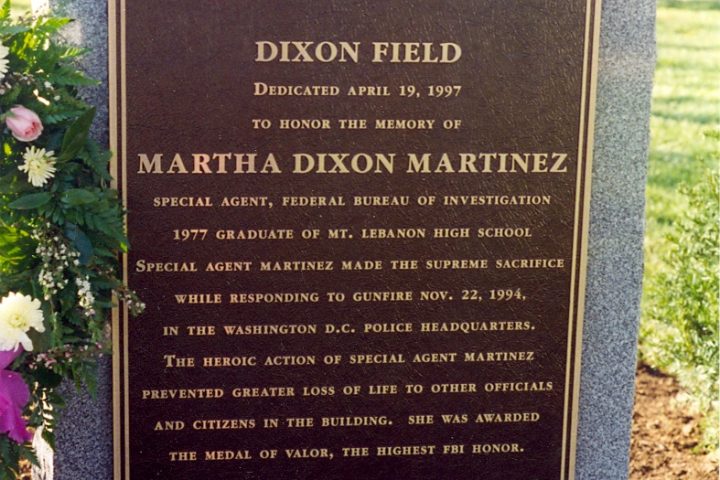 DIXON FIELD
DEDICATED APRIL 19, 1997
TO HONOR THE MEMORY OF
MARTHA DIXON MARTINEZ
SPECIAL AGENT, FEDERAL BUREAU OF INVESTIGATION
1977 GRADUATE OF MT. LEBANON HIGH SCHOOL
SPECIAL AGENT MARTINEZ MADE THE SUPREME SACRIFICE
WHILE RESPONDING TO GUNFIRE NOV. 22, 1994,
IN THE WASHINGTON D.C. POLICE HEADQUARTERS.
THE HEROIC ACTION OF SPECIAL AGENT MARTINEZ
PREVENTED GREATER LOSS OF LIFE TO OTHER OFFICIALS
AND CITIZENS IN THE BUILDING. SHE WAS AWARDED
THE MEDAL OF VALOR, THE HIGHEST FBI HONOR.